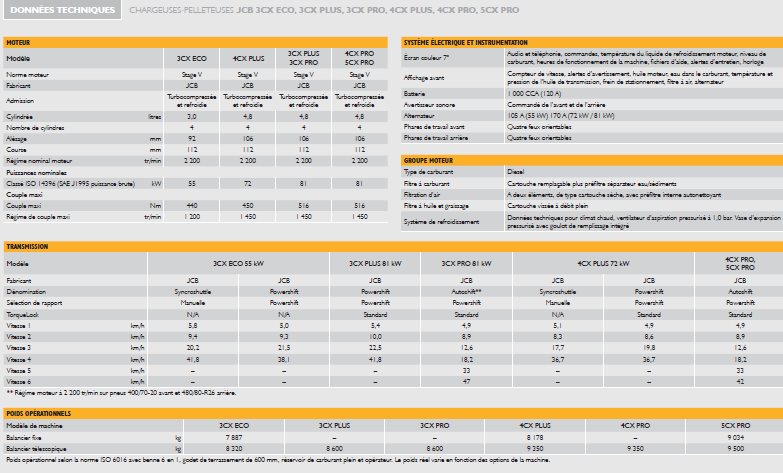 DONNÉES TECHNIQUES CHARGEUSES-PELLETEUSES JCB 3CX ECO, 3CX PLUS, 3CX PRO, 4CX PLUS, 4CX PRO, 5CX PRO
MOTEUR
Modèle 3CX ECO 4CX PLUS 3CX PLUS 3CX PRO 4CX PRO 5CX PRO
Norme moteur Stage V Stage V Stage V Stage V
Fabricant JCB JCB JCB JCB
Admission Turbocompressée et refroidie Turbocompressée et refroidie Turbocompressée et refroidie Turbocompressée et refroidie
Cylindrée litres 3,0 4,8 4,8 4,8
Nombre de cylindres 4 4 4 4
Alésage mm 92 106 106 106
Course mm 112 112 112 112
Régime nominal moteur tr/min 2 200 2 200 2 200 2 200
Puissances nominales
Classé ISO 14396 (SAE J1995 puissance brute) kW 55 72 81 81
Couple maxi
Couple maxi Nm 440 450 516 516
Régime de couple maxi tr/min 1 200 1 450 1 450 1 450
SYSTÈME ÉLECTRIQUE ET INSTRUMENTATION
Écran couleur 7" Audio et téléphonie, commandes, température du liquide de refroidissement moteur, niveau de
carburant, heures de fonctionnement de la machine, fichiers d'aide, alertes d'entretien, horloge
Affichage avant Compteur de vitesse, alertes d'avertissement, huile moteur, eau dans le carburant, température et
pression de l'huile de transmission, frein de stationnement, filtre à air, alternateur
Batterie 1 000 CCA (120 A)
Avertisseur sonore Commandé de l'avant et de l'arrière
Alternateur 105 A (55 kW) 170 A (72 kW / 81 kW)
Phares de travail avant Quatre feux orientables
Phares de travail arrière Quatre feux orientables
GROUPE MOTEUR
Type de carburant Diesel
Filtre à carburant Cartouche remplaçable plus préfiltre séparateur eau/sédiments
Filtration d'air A deux éléments, de type cartouche sèche, avec préfiltre interne autonettoyant
Filtre à huile et graissage Cartouche vissée à débit plein
Système de refroidissement Données techniques pour climat chaud, ventilateur d'aspiration pressurisé à 1,0 bar. Vase d'expansion
pressurisé avec goulot de remplissage intégré
TRANSMISSION
Modèle 3CX ECO 55 kW 3CX PLUS 81 kW 3CX PRO 81 kW 4CX PLUS 72 kW 4CX PRO, 5CX PRO
Fabricant JCB JCB JCB JCB JCB JCB JCB
Dénomination Syncroshuttle Powershift Powershift Autoshift** Syncroshuttle Powershift Autoshift
Sélection de rapport Manuelle Powershift Powershift Powershift Manuelle Powershift Powershift
TorqueLock N/A N/A Standard Standard N/A Standard Standard
Vitesse 1 km/h 5,8 5,0 5,4 4,9 5,1 4,9 4,9
Vitesse 2 km/h 9,4 9,3 10,0 8,9 8,3 8,6 8,9
Vitesse 3 km/h 20,2 21,5 22,5 12,6 17,7 19,8 12,6
Vitesse 4 km/h 41,8 38,1 41,8 18,2 36,7 36,7 18,2
Vitesse 5 km/h – – – 33 – – 33
Vitesse 6 km/h – – – 47 – – 42
** Régime moteur à 2 200 tr/min sur pneus 400/70-20 avant et 480/80-R26 arrière.
POIDS OPÉRATIONNELS
Modèle de machine 3CX ECO 3CX PLUS 3CX PRO 4CX PLUS 4CX PRO 5CX PRO
Balancier fixe kg 7 887 – – 8 178 – 9 034
Balancier télescopique kg 8 320 8 600 8 600 9 350 9 350 9 500
Poids opérationnel selon la norme ISO 6016 avec benne 6 en 1, godet de terrassement de 600 mm, réservoir de carburant plein et opérateur. Le poids réel varie en fonction des options de la machine.